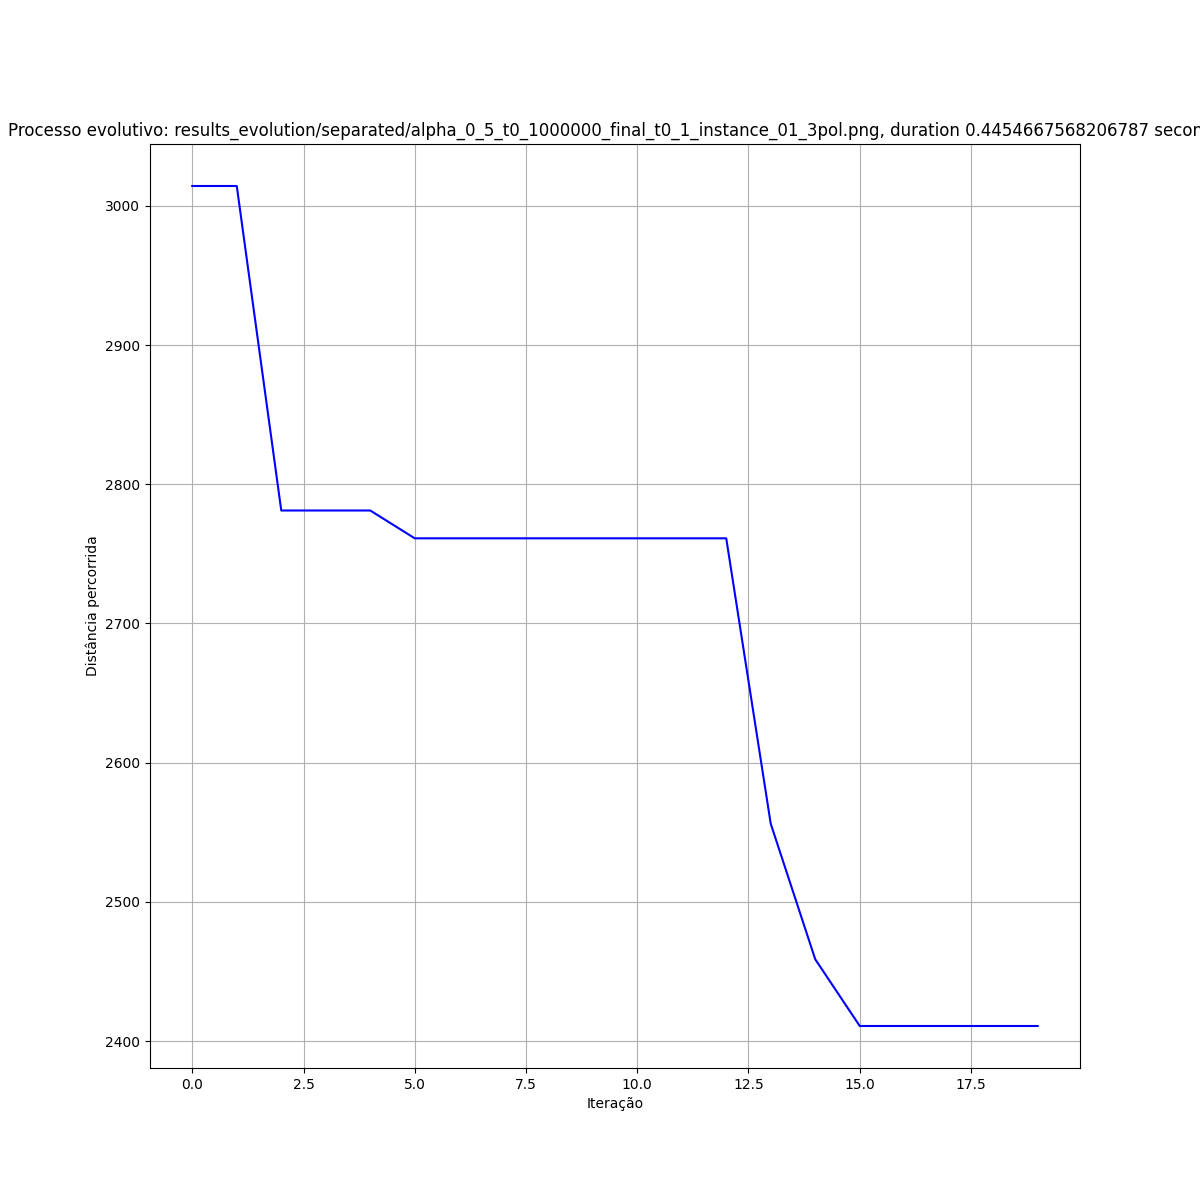 Processo evolutivo: results_evolution/separated/alpha_0_5_t0_1000000_final_t0_1_instance_01_3pol.png, duration 0.4454667568206787 secon
3000
2900
2800
2700
2600
2500
2400
Distância percorrida
0.0 2.5 5.0 7.5 10.0 12.5 15.0 17.5
Iteração